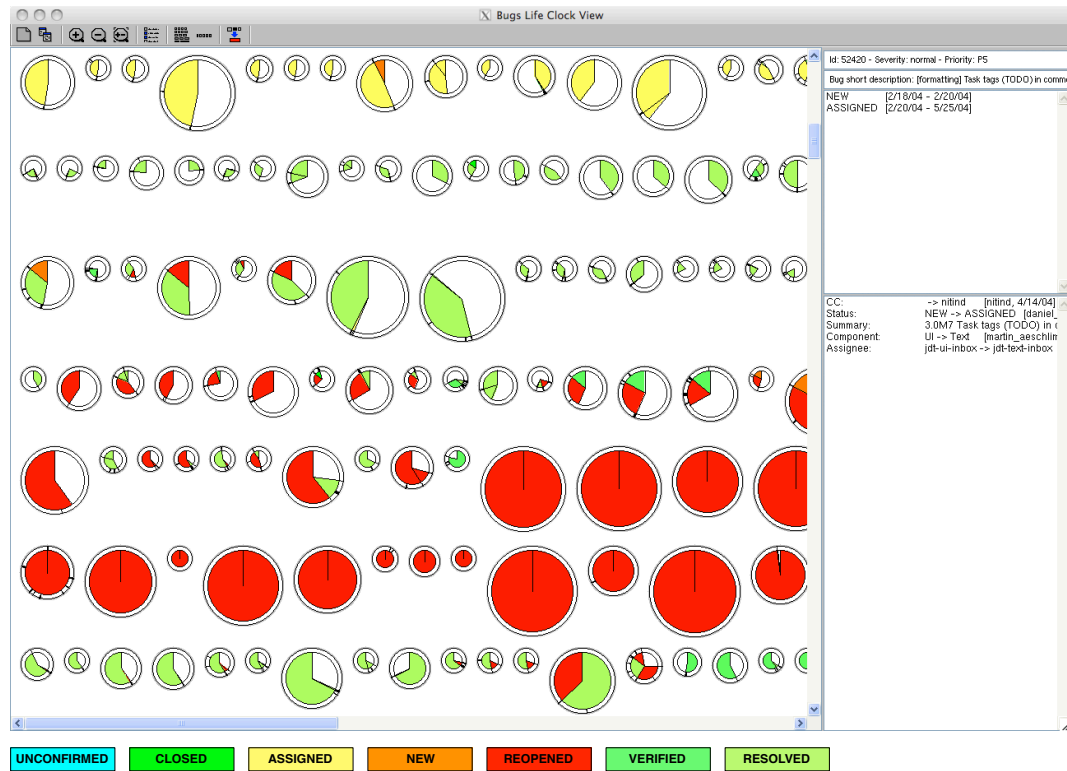 Bugs Life Clock View
Id: 52420 - Severity: normal - Priority: P5
Bug short description: [formatting] Task tags (TODO) in comme
NEW [2/18/04 - 2/20/04]
ASSIGNED [2/20/04 - 5/25/04]
CC: -> nitind [nitind, 4/14/04]
Status: NEW -> ASSIGNED [daniel_
Summary: 3.0M7 Task tags (TODO) in
Component: UI -> Text [martin_aeschlim
Assignee: jdt-ui-inbox -> jdt-text-inbox
UNCONFIRMED CLOSED ASSIGNED NEW REOPENED VERIFIED RESOLVED